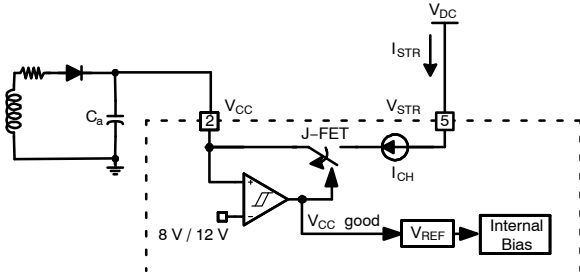 V_DC
I_STR
C_a
V_CC
V_STR
2
5
J-FET
I_CH
+
−
8 V / 12 V
V_CC good
V_REF
Internal
Bias